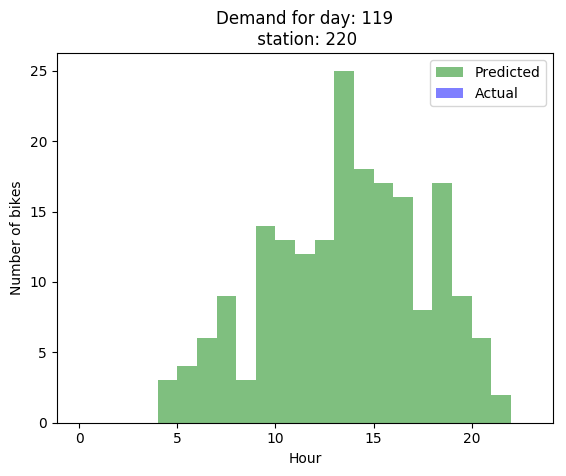 Demand for day: 119
station: 220
Predicted
Actual
25
20
15
10
5
0
Number of bikes
0
5
10
15
20
Hour